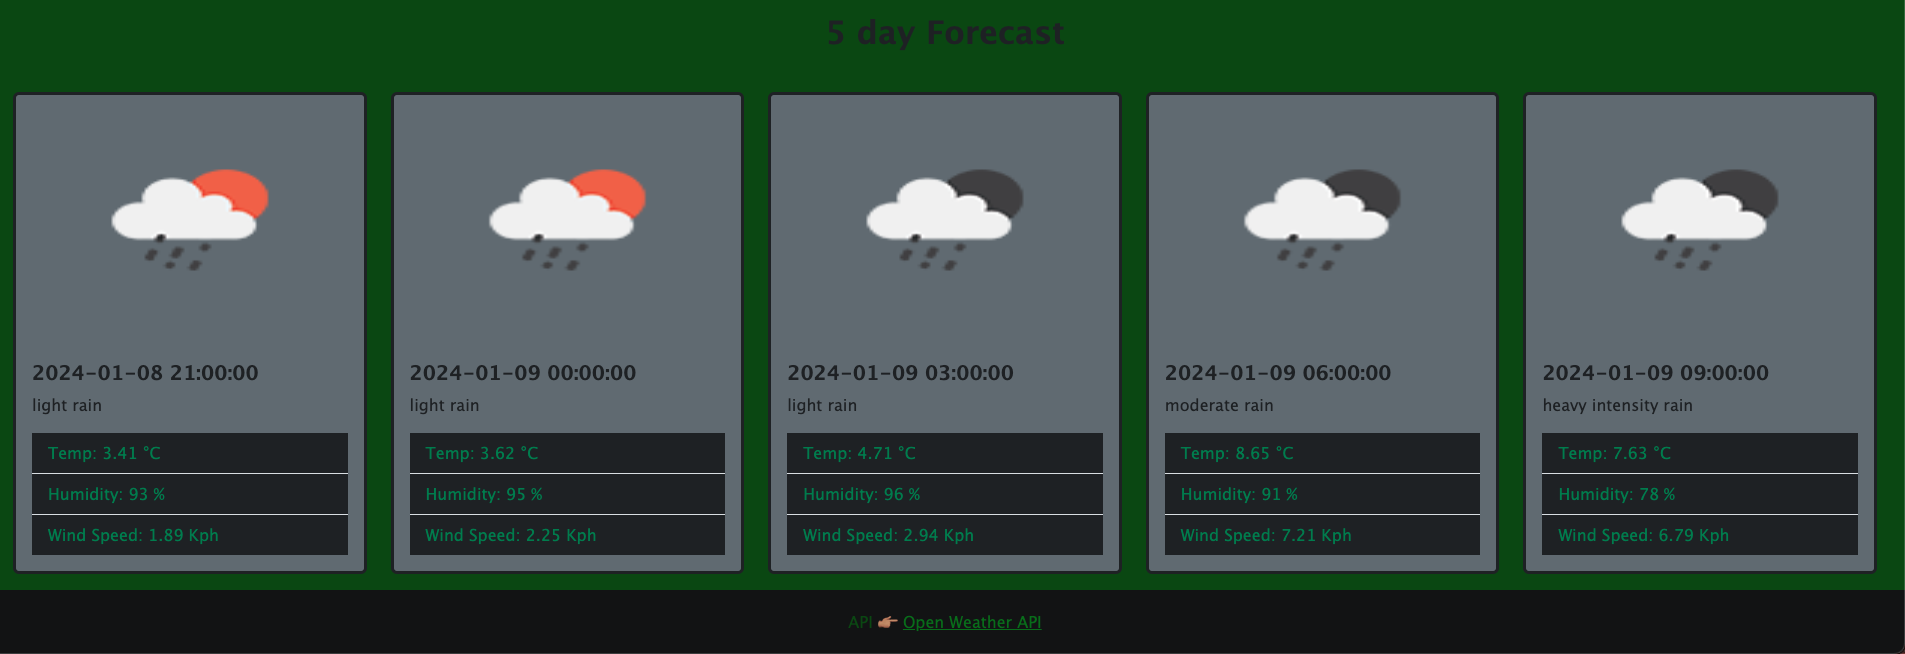 5 day Forecast
2024-01-08 21:00:00
light rain
Temp: 3.41 °C
Humidity: 93 %
Wind Speed: 1.89 Kph
2024-01-09 00:00:00
light rain
Temp: 3.62 °C
Humidity: 95 %
Wind Speed: 2.25 Kph
2024-01-09 03:00:00
light rain
Temp: 4.71 °C
Humidity: 96 %
Wind Speed: 2.94 Kph
2024-01-09 06:00:00
moderate rain
Temp: 8.65 °C
Humidity: 91 %
Wind Speed: 7.21 Kph
2024-01-09 09:00:00
heavy intensity rain
Temp: 7.63 °C
Humidity: 78 %
Wind Speed: 6.79 Kph
API 👉🏽 Open Weather API